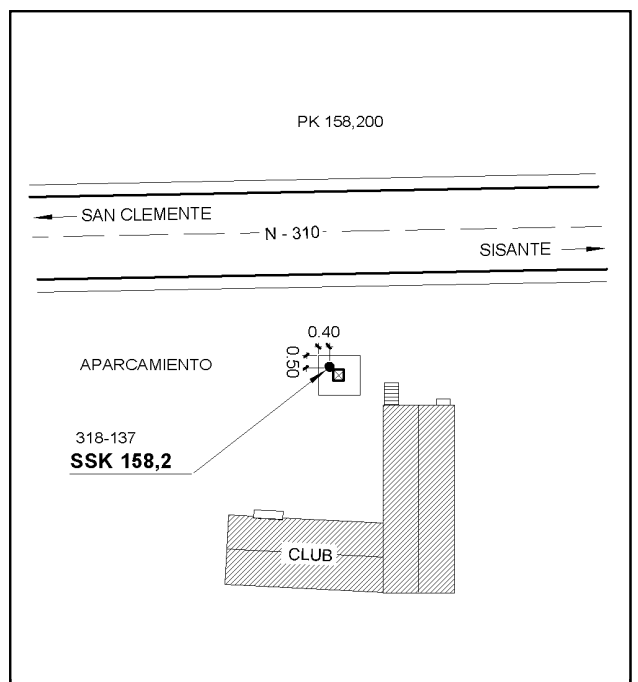 PK 158,200
SAN CLEMENTE
N - 310
SISANTE
0.40
0.50
APARCAMIENTO
318-137
SSK 158,2
CLUB